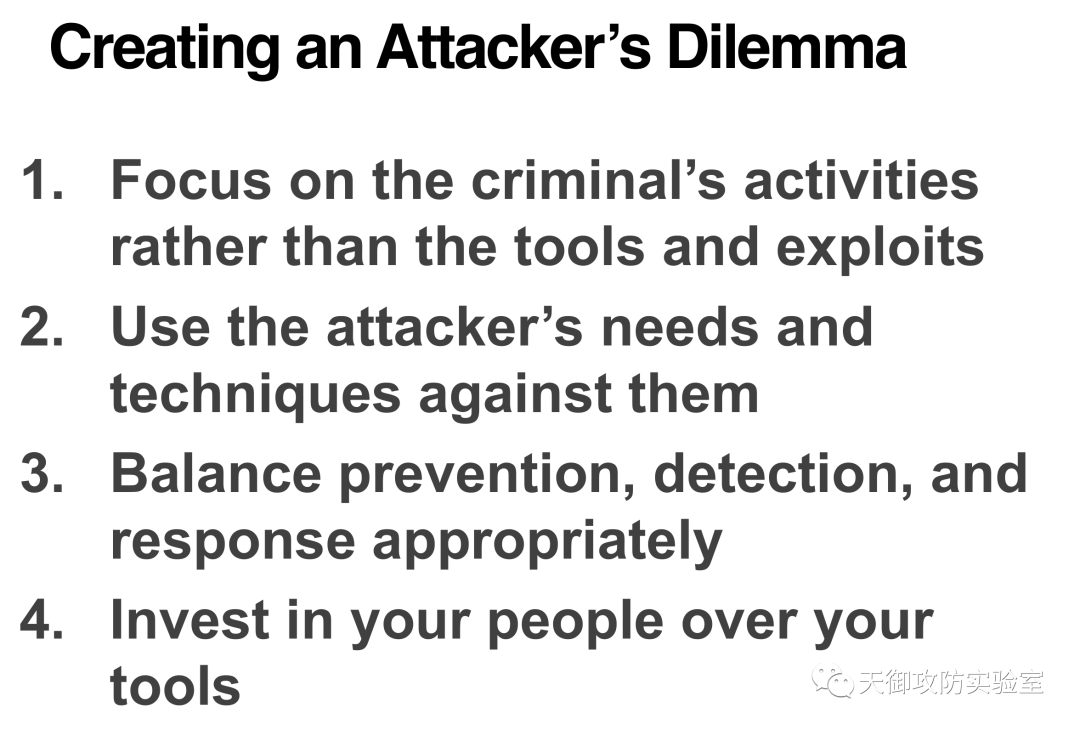 Creating an Attacker’s Dilemma
1. Focus on the criminal’s activities
rather than the tools and exploits
2. Use the attacker’s needs and
techniques against them
3. Balance prevention, detection, and
response appropriately
4. Invest in your people over your
tools
天御攻防实验室